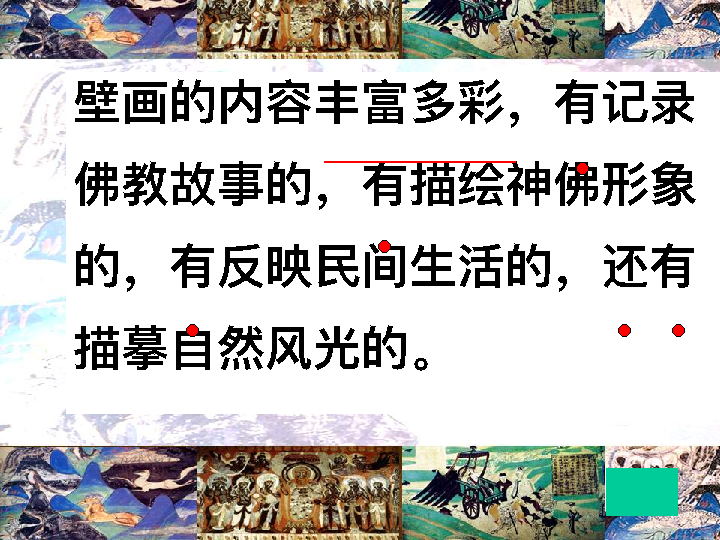 壁画的内容丰富多彩，有记录
佛教故事的，有描绘神佛形象
的，有反映民间生活的，还有
描摹自然风光的。